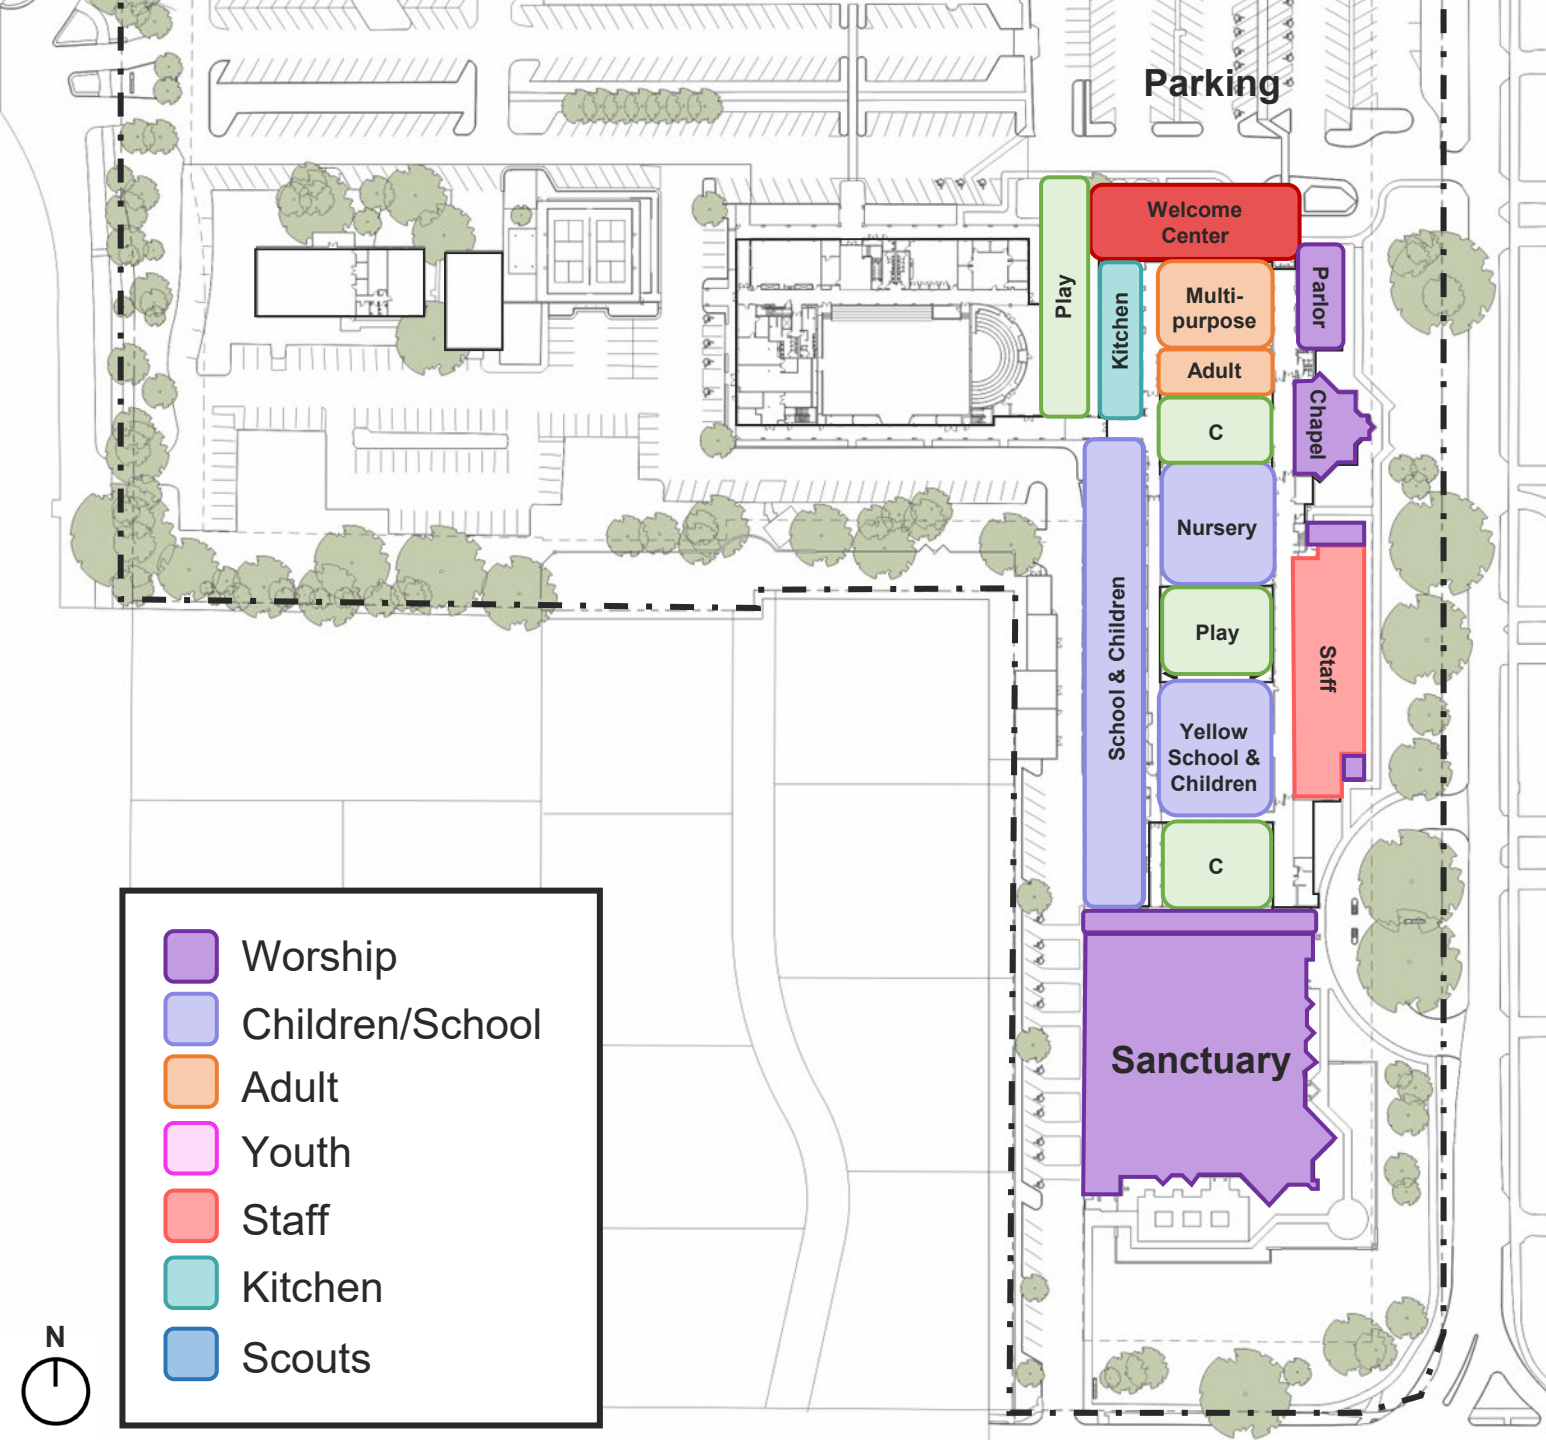 Parking
Welcome
Center
Play
Kitchen
Multi-
purpose
Parlor
Adult
Chapel
C
Nursery
School & Children
Play
Staff
Yellow
School &
Children
C
Sanctuary
Worship
Children/School
Adult
Youth
Staff
Kitchen
Scouts
N